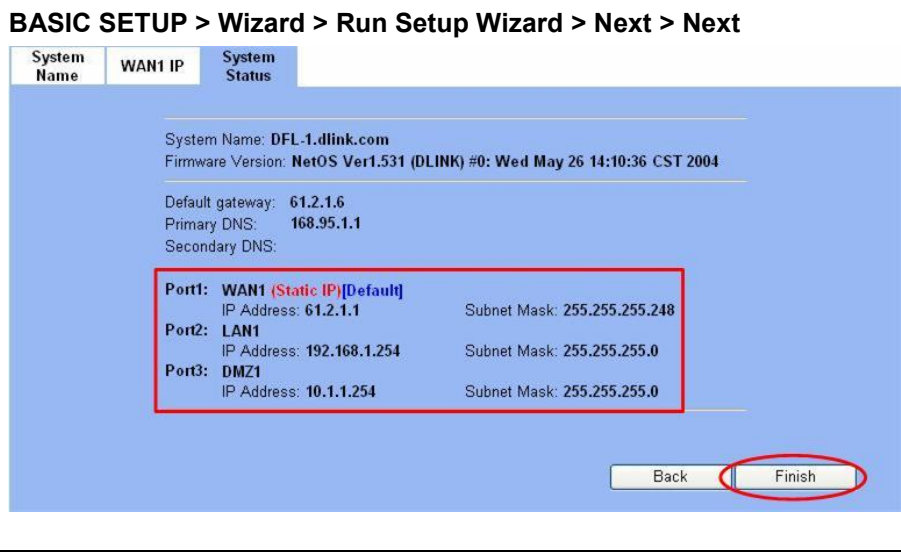 BASIC SETUP > Wizard > Run Setup Wizard > Next > Next
System Name
WAN1 IP
System Status
System Name: DFL-1.dlink.com
Firmware Version: NetOS Ver1.531 (DLINK) #0: Wed May 26 14:10:36 CST 2004
Default gateway: 61.2.1.6
Primary DNS: 168.95.1.1
Secondary DNS:
Port1: WAN1 (Static IP)[Default]
IP Address: 61.2.1.1 Subnet Mask: 255.255.255.248
Port2: LAN1
IP Address: 192.168.1.254 Subnet Mask: 255.255.255.0
Port3: DMZ1
IP Address: 10.1.1.254 Subnet Mask: 255.255.255.0
Back Finish